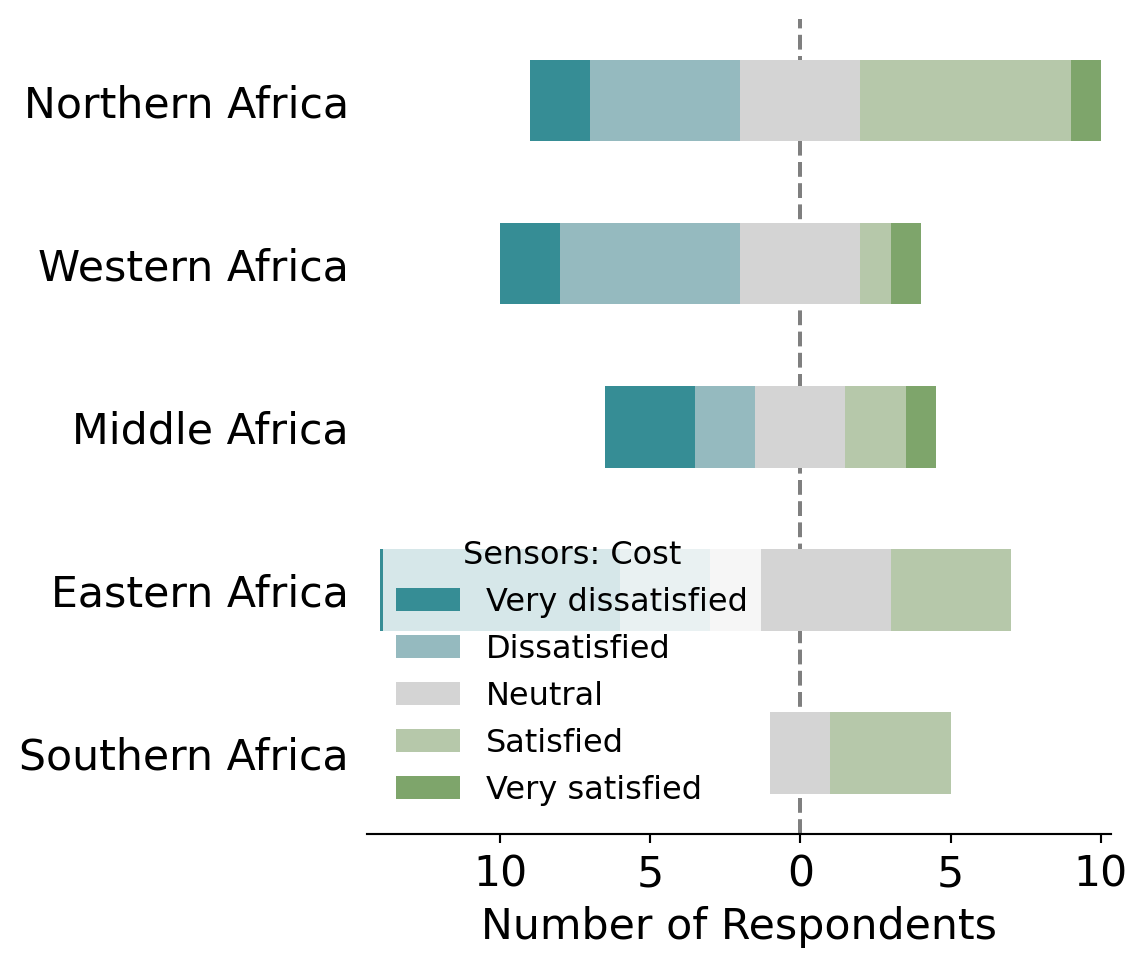 Northern Africa
Western Africa
Middle Africa
Eastern Africa
Southern Africa
Sensors: Cost
Very dissatisfied
Dissatisfied
Neutral
Satisfied
Very satisfied
10 5 0 5 10
Number of Respondents